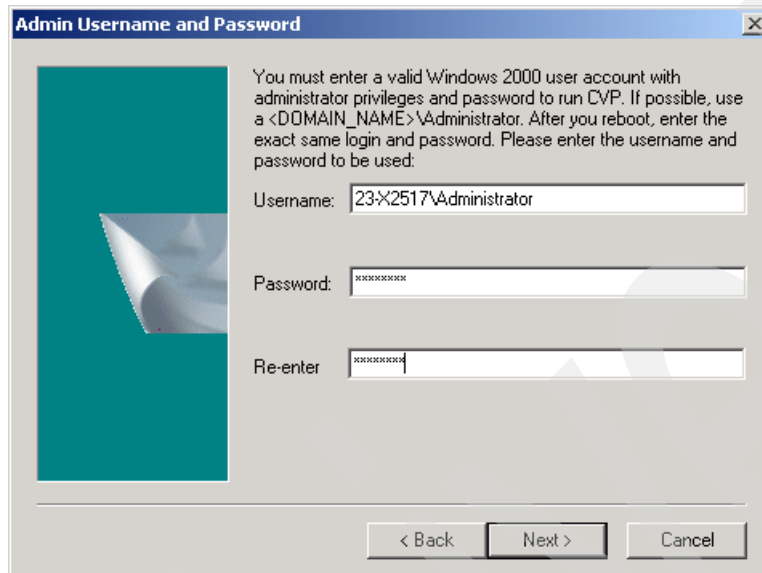 Admin Username and Password
You must enter a valid Windows 2000 user account with
administrator privileges and password to run CVP. If possible, use
a <DOMAIN_NAME>\Administrator. After you reboot, enter the
exact same login and password. Please enter the username and
password to be used:
Username: 23-X2517\Administrator
Password: ********
Re-enter ********
< Back Next > Cancel